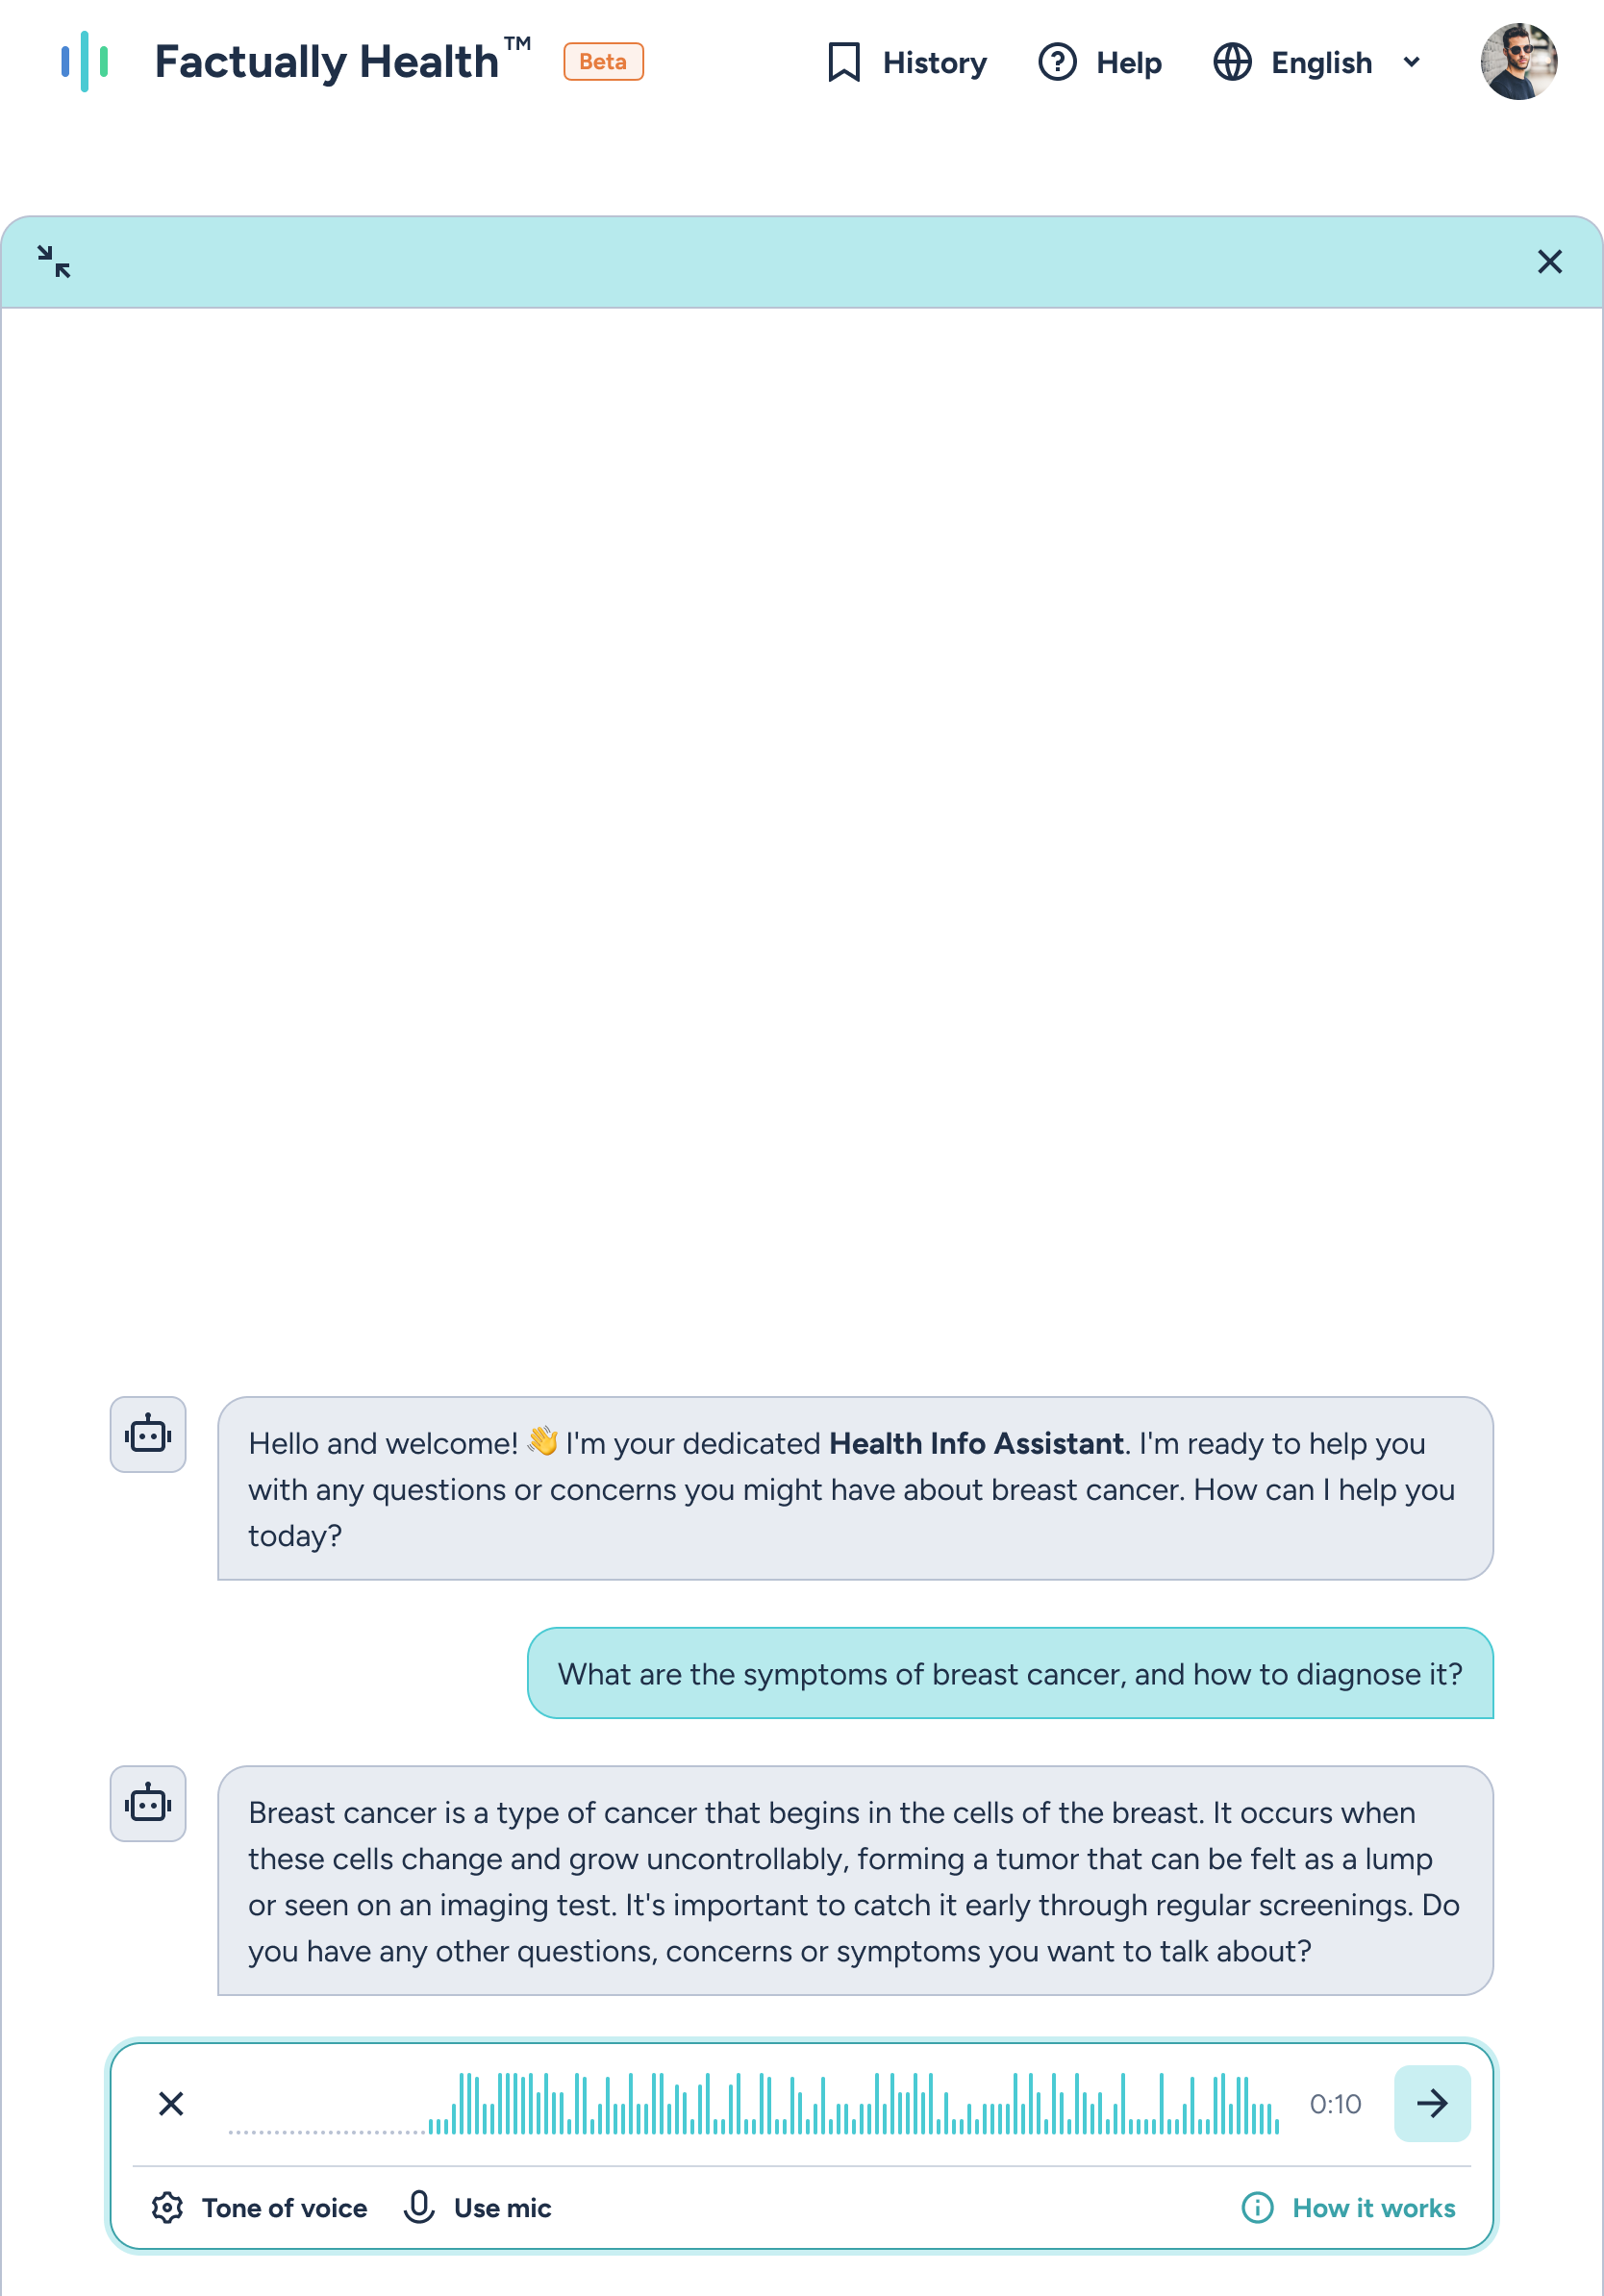 Factually Health™ Beta History Help English
Hello and welcome! 👋 I'm your dedicated Health Info Assistant. I'm ready to help you
with any questions or concerns you might have about breast cancer. How can I help you
today?
What are the symptoms of breast cancer, and how to diagnose it?
Breast cancer is a type of cancer that begins in the cells of the breast. It occurs when
these cells change and grow uncontrollably, forming a tumor that can be felt as a lump
or seen on an imaging test. It's important to catch it early through regular screenings. Do
you have any other questions, concerns or symptoms you want to talk about?
0:10
Tone of voice Use mic How it works